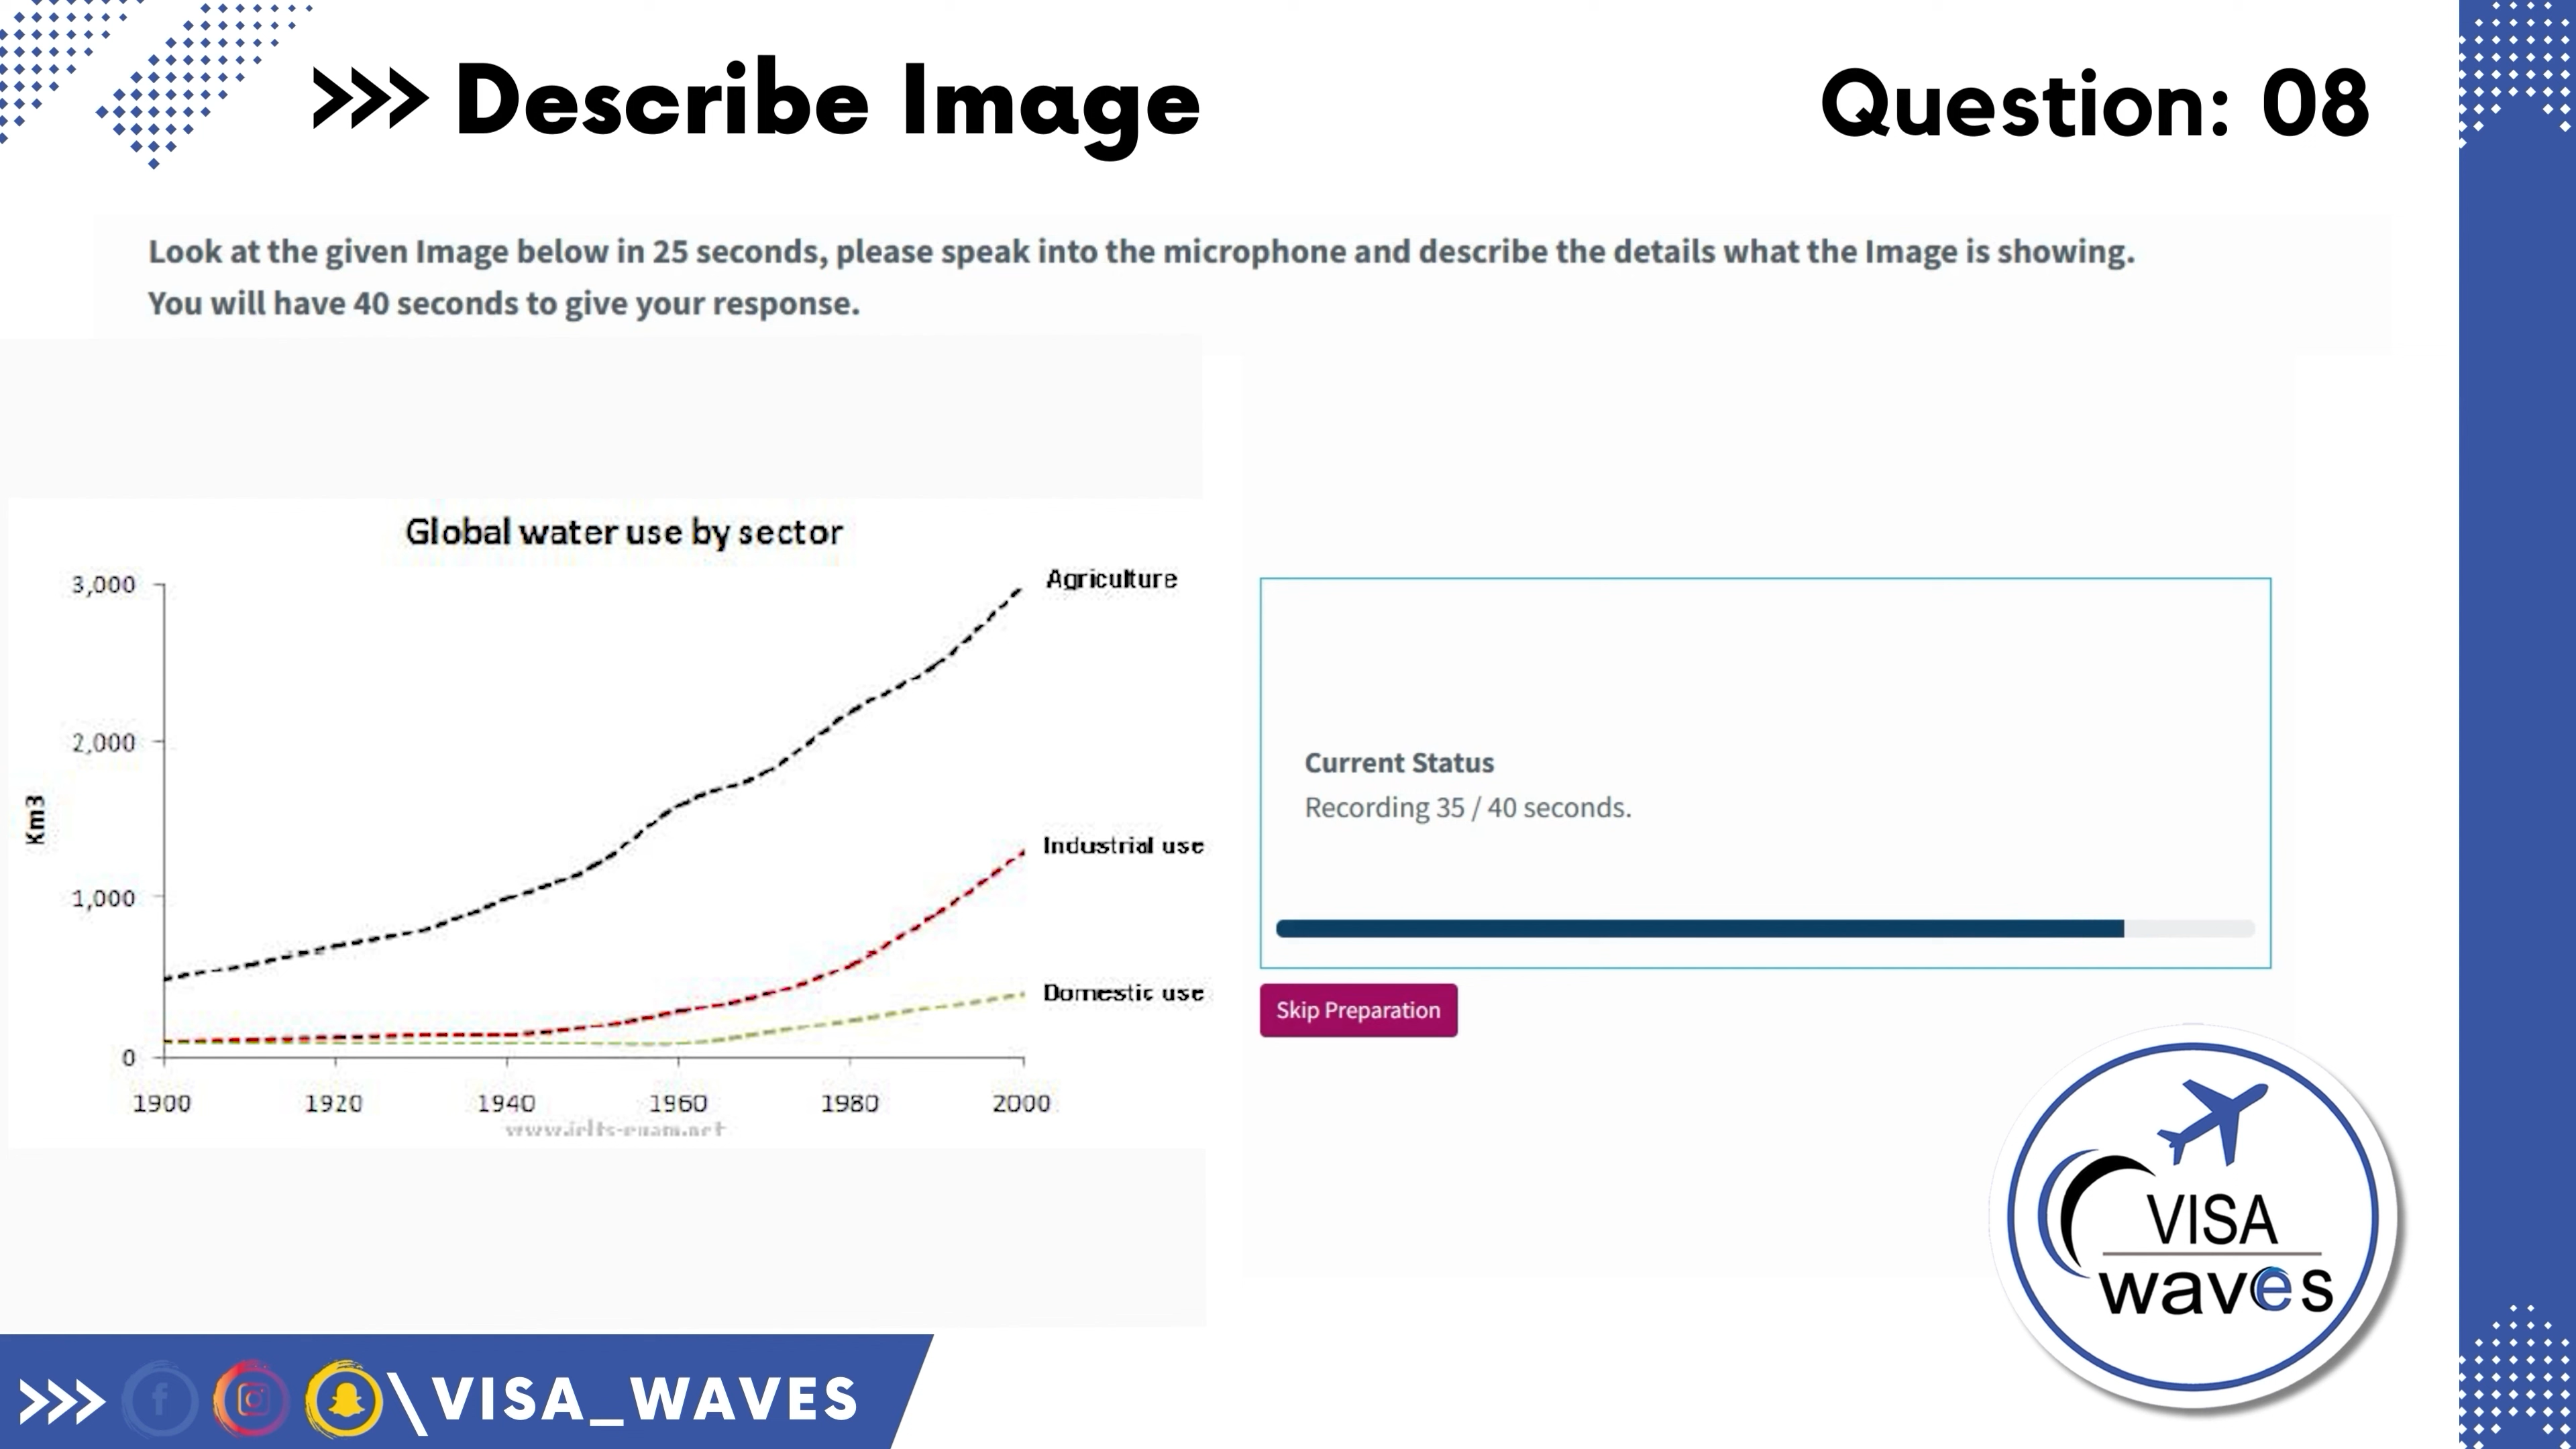 >>> Describe Image
Question: 08
Look at the given Image below in 25 seconds, please speak into the microphone and describe the details what the Image is showing.
You will have 40 seconds to give your response.
Global water use by sector
3,000
2,000
1,000
0
Km3
Agriculture
Industrial use
Domestic use
1900 1920 1940 1960 1980 2000
Current Status
Recording 35 / 40 seconds.
Skip Preparation
VISA
waves
>>> \VISA_WAVES